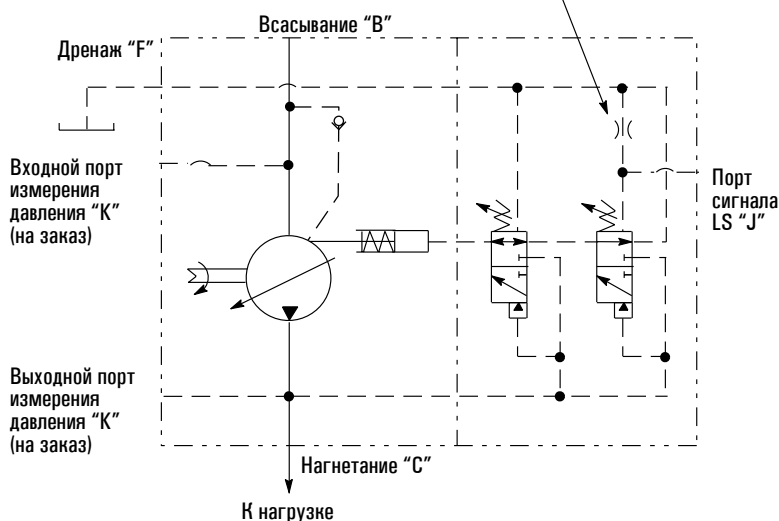 Всасывание “B”
Дренаж “F”
Входной порт
измерения
давления “K”
(на заказ)
Порт
сигнала
LS “J”
Выходной порт
измерения
давления “K”
(на заказ)
Нагнетание “C”
К нагрузке